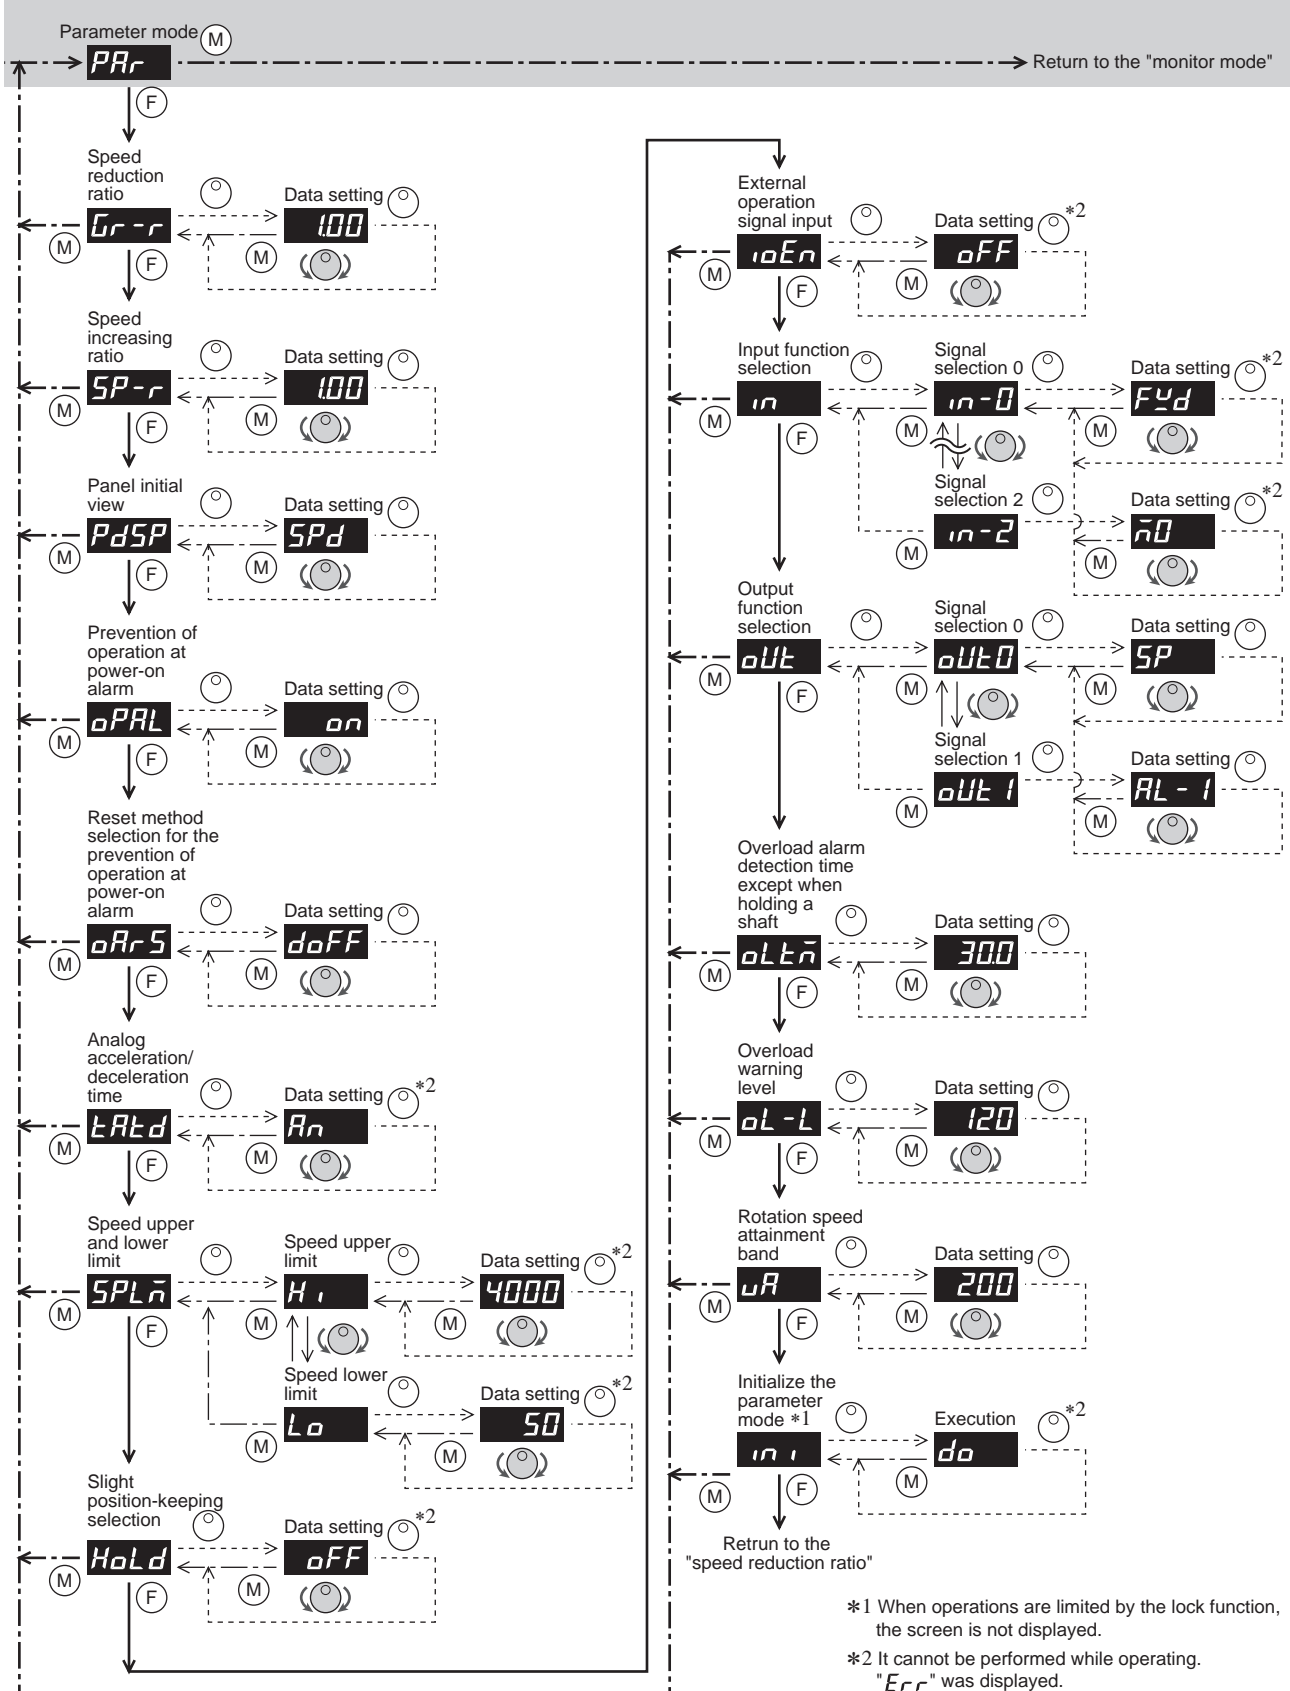 Parameter mode M
PAr
Return to the "monitor mode"
F
Speed
reduction
ratio
Data setting
Gr-r
1.00
M
F
M
Speed
increasing
ratio
Data setting
SP-r
1.00
M
F
M
Panel initial
view
Data setting
PdSP
SPd
M
F
M
Prevention of
operation at
power-on
alarm
Data setting
oPAL
on
M
F
M
Reset method
selection for the
prevention of
operation at
power-on
alarm
Data setting
oArS
doFF
M
F
M
Analog
acceleration/
deceleration
time
Data setting
*2
tAtd
An
M
F
M
Speed upper
and lower
limit
Speed upper
limit
Data setting
*2
SPLM
Hi
4000
M
F
M
M
Speed lower
limit
Data setting
*2
Lo
50
M
M
Slight
position-keeping
selection
Data setting
*2
HoLd
oFF
M
F
M
External
operation
signal input
Data setting
*2
ioEn
oFF
M
F
M
Input function
selection
Signal
selection 0
Data setting
*2
in
in-0
Fwd
M
F
M
M
Signal
selection 2
Data setting
*2
in-2
M0
M
M
Output
function
selection
Signal
selection 0
Data setting
oUt
oUt0
SP
M
F
M
M
Signal
selection 1
Data setting
oUt1
AL-1
M
M
Overload alarm
detection time
except when
holding a
shaft
Data setting
oLtM
30.0
M
F
M
Overload
warning
level
Data setting
oL-L
120
M
F
M
Rotation speed
attainment
band
Data setting
uA
200
M
F
M
Initialize the
parameter
mode *1
Execution
*2
ini
do
M
F
M
Retrun to the
"speed reduction ratio"
*1 When operations are limited by the lock function,
the screen is not displayed.
*2 It cannot be performed while operating.
"Err" was displayed.